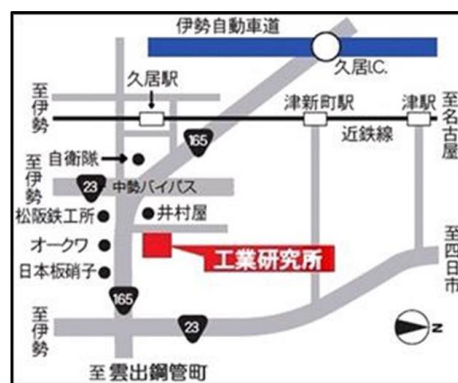 伊勢自動車道
久居I.C.
至伊勢
久居駅
津新町駅
津駅
至名古屋
近鉄線
165
自衛隊
至伊勢
23
中勢バイパス
松阪鉄工所
井村屋
オークワ
工業研究所
日本板硝子
至四日市
165
至伊勢
23
N
至 雲出鋼管町